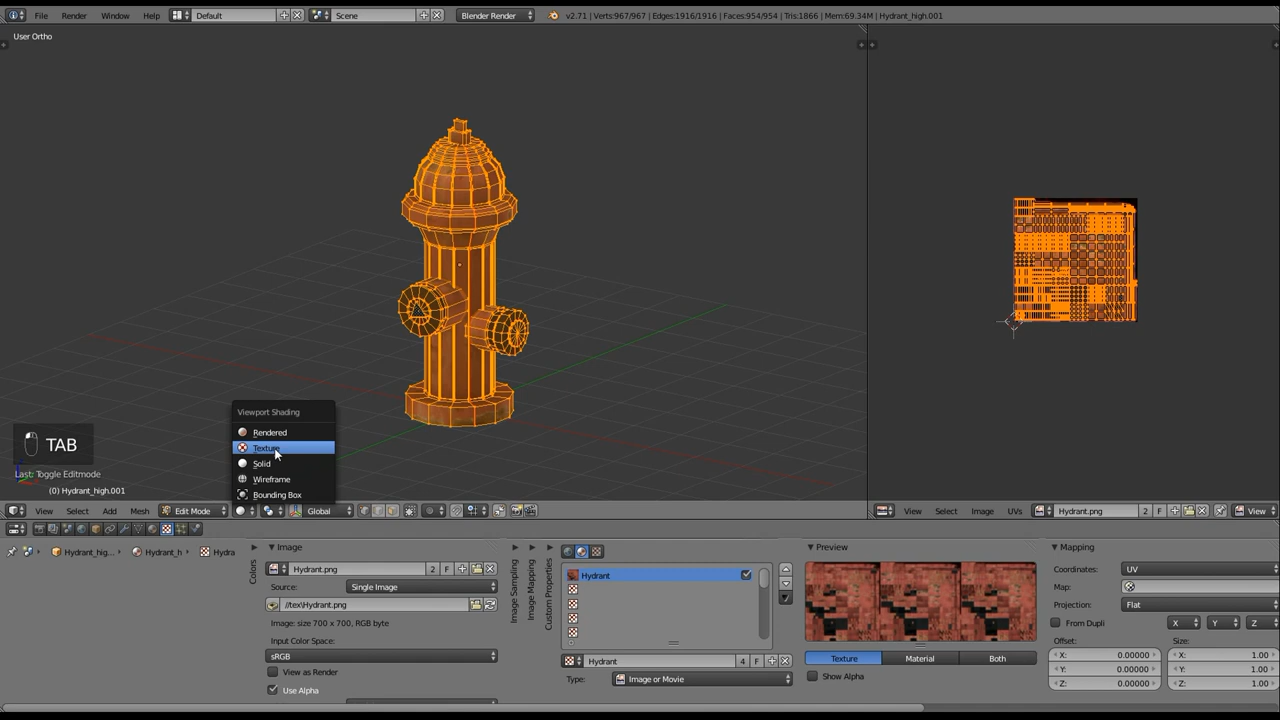 File Render Window Help Default Scene Blender Render v2.71 | Verts:967/967 | Edges:1916/1916 | Faces:954/954 | Tris:1866 | Mem:69.34M | Hydrant_high.001
User Ortho
Viewport Shading
Rendered
Texture
Solid
Wireframe
Bounding Box
TAB
Last: Toggle Editmode
(0) Hydrant_high.001
View Select Add Mesh Edit Mode Global
View Select Image UVs Hydrant.png 2 F View
Hydrant_hig... Hydrant_h Hydra
Colors
Image
Hydrant.png 2 F
Source: Single Image
//tex\Hydrant.png
Image: size 700 x 700, RGB byte
Input Color Space:
sRGB
View as Render
Use Alpha
Image Sampling
Image Mapping
Custom Properties
Hydrant
Hydrant 4 F
Type: Image or Movie
Preview
Texture Material Both
Show Alpha
Mapping
Coordinates: UV
Map:
Projection: Flat
From Dupli X Y Z
Offset: Size:
X: 0.00000 X: 1.00
Y: 0.00000 Y: 1.00
Z: 0.00000 Z: 1.00